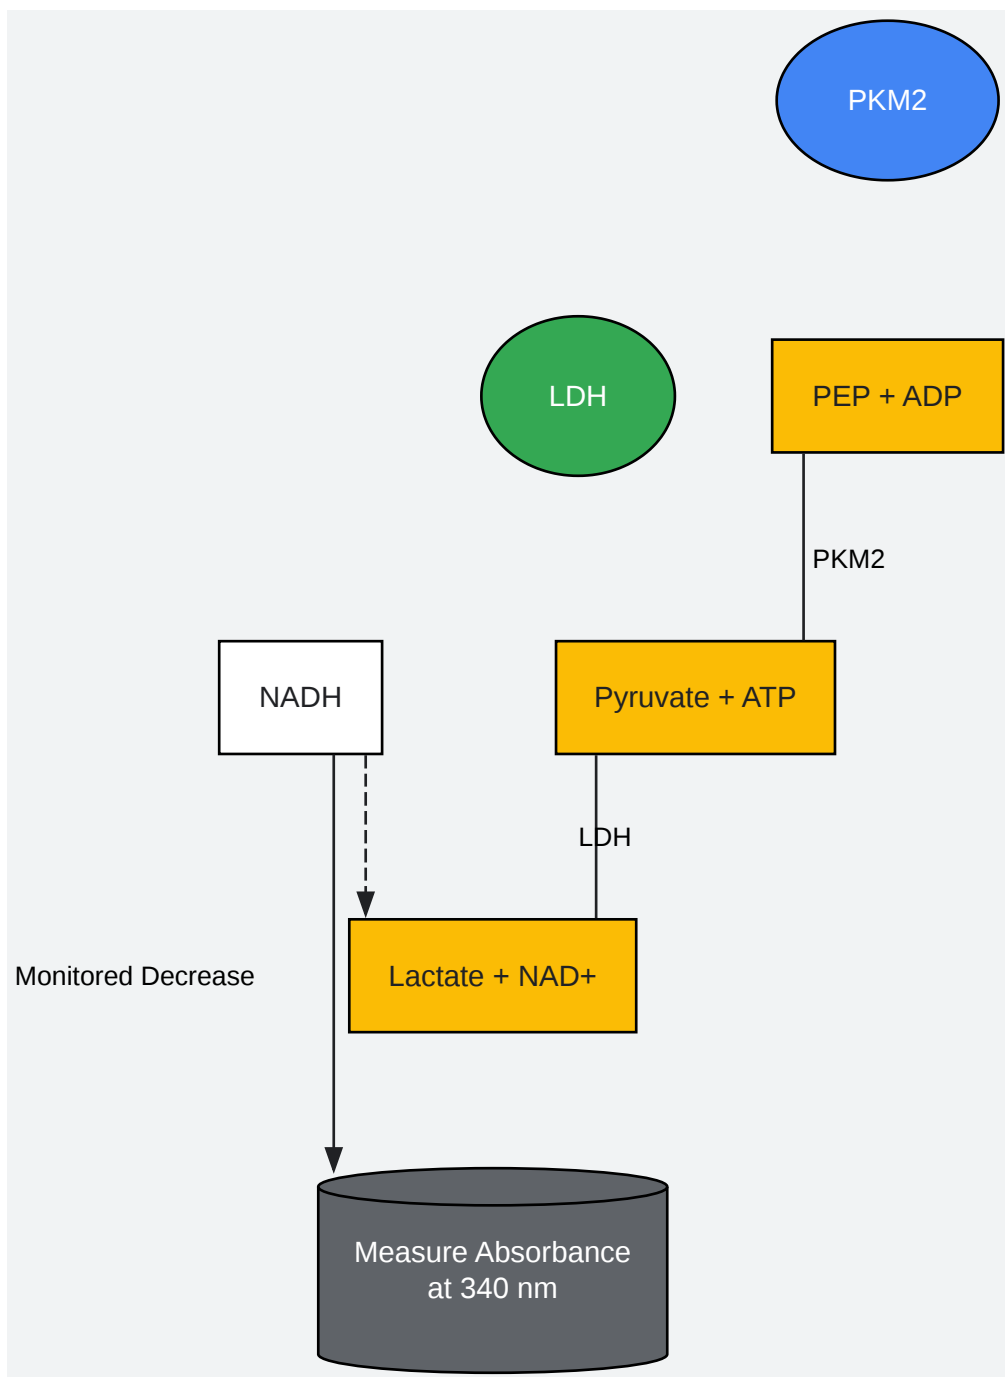 PKM2
LDH
PEP + ADP
PKM2
NADH
Pyruvate + ATP
LDH
Monitored Decrease
Lactate + NAD+
Measure Absorbance
at 340 nm